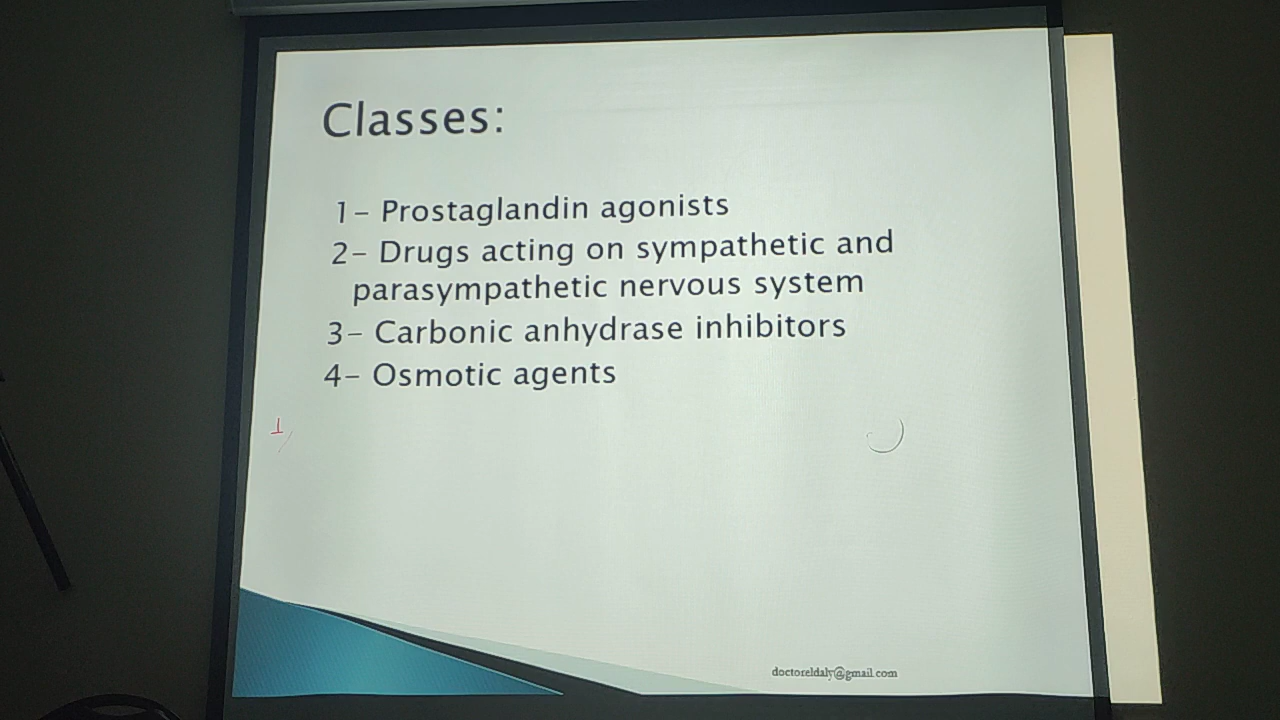 Classes:
1- Prostaglandin agonists
2- Drugs acting on sympathetic and
parasympathetic nervous system
3- Carbonic anhydrase inhibitors
4- Osmotic agents
doctoreldaly@gmail.com